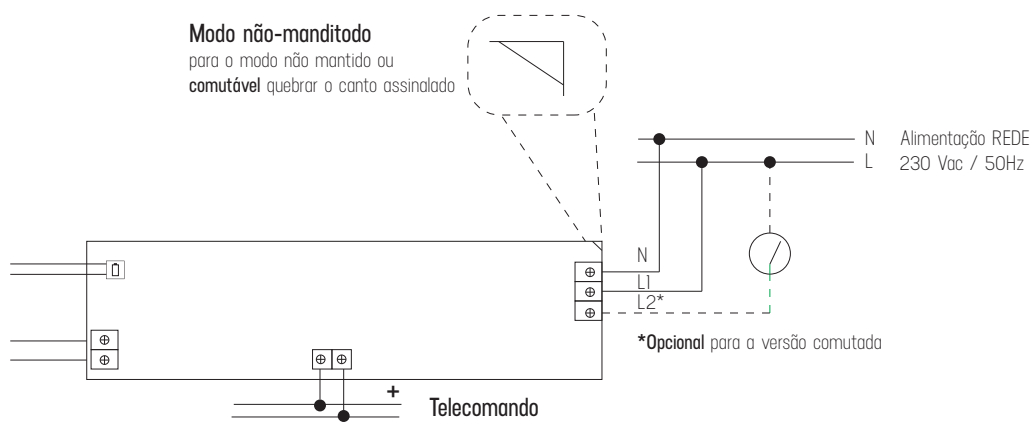 Modo não-manditodo
para o modo não mantido ou
comutável quebrar o canto assinalado
N Alimentação REDE
L 230 Vac / 50Hz
N
L1
L2*
*Opcional para a versão comutada
+
Telecomando